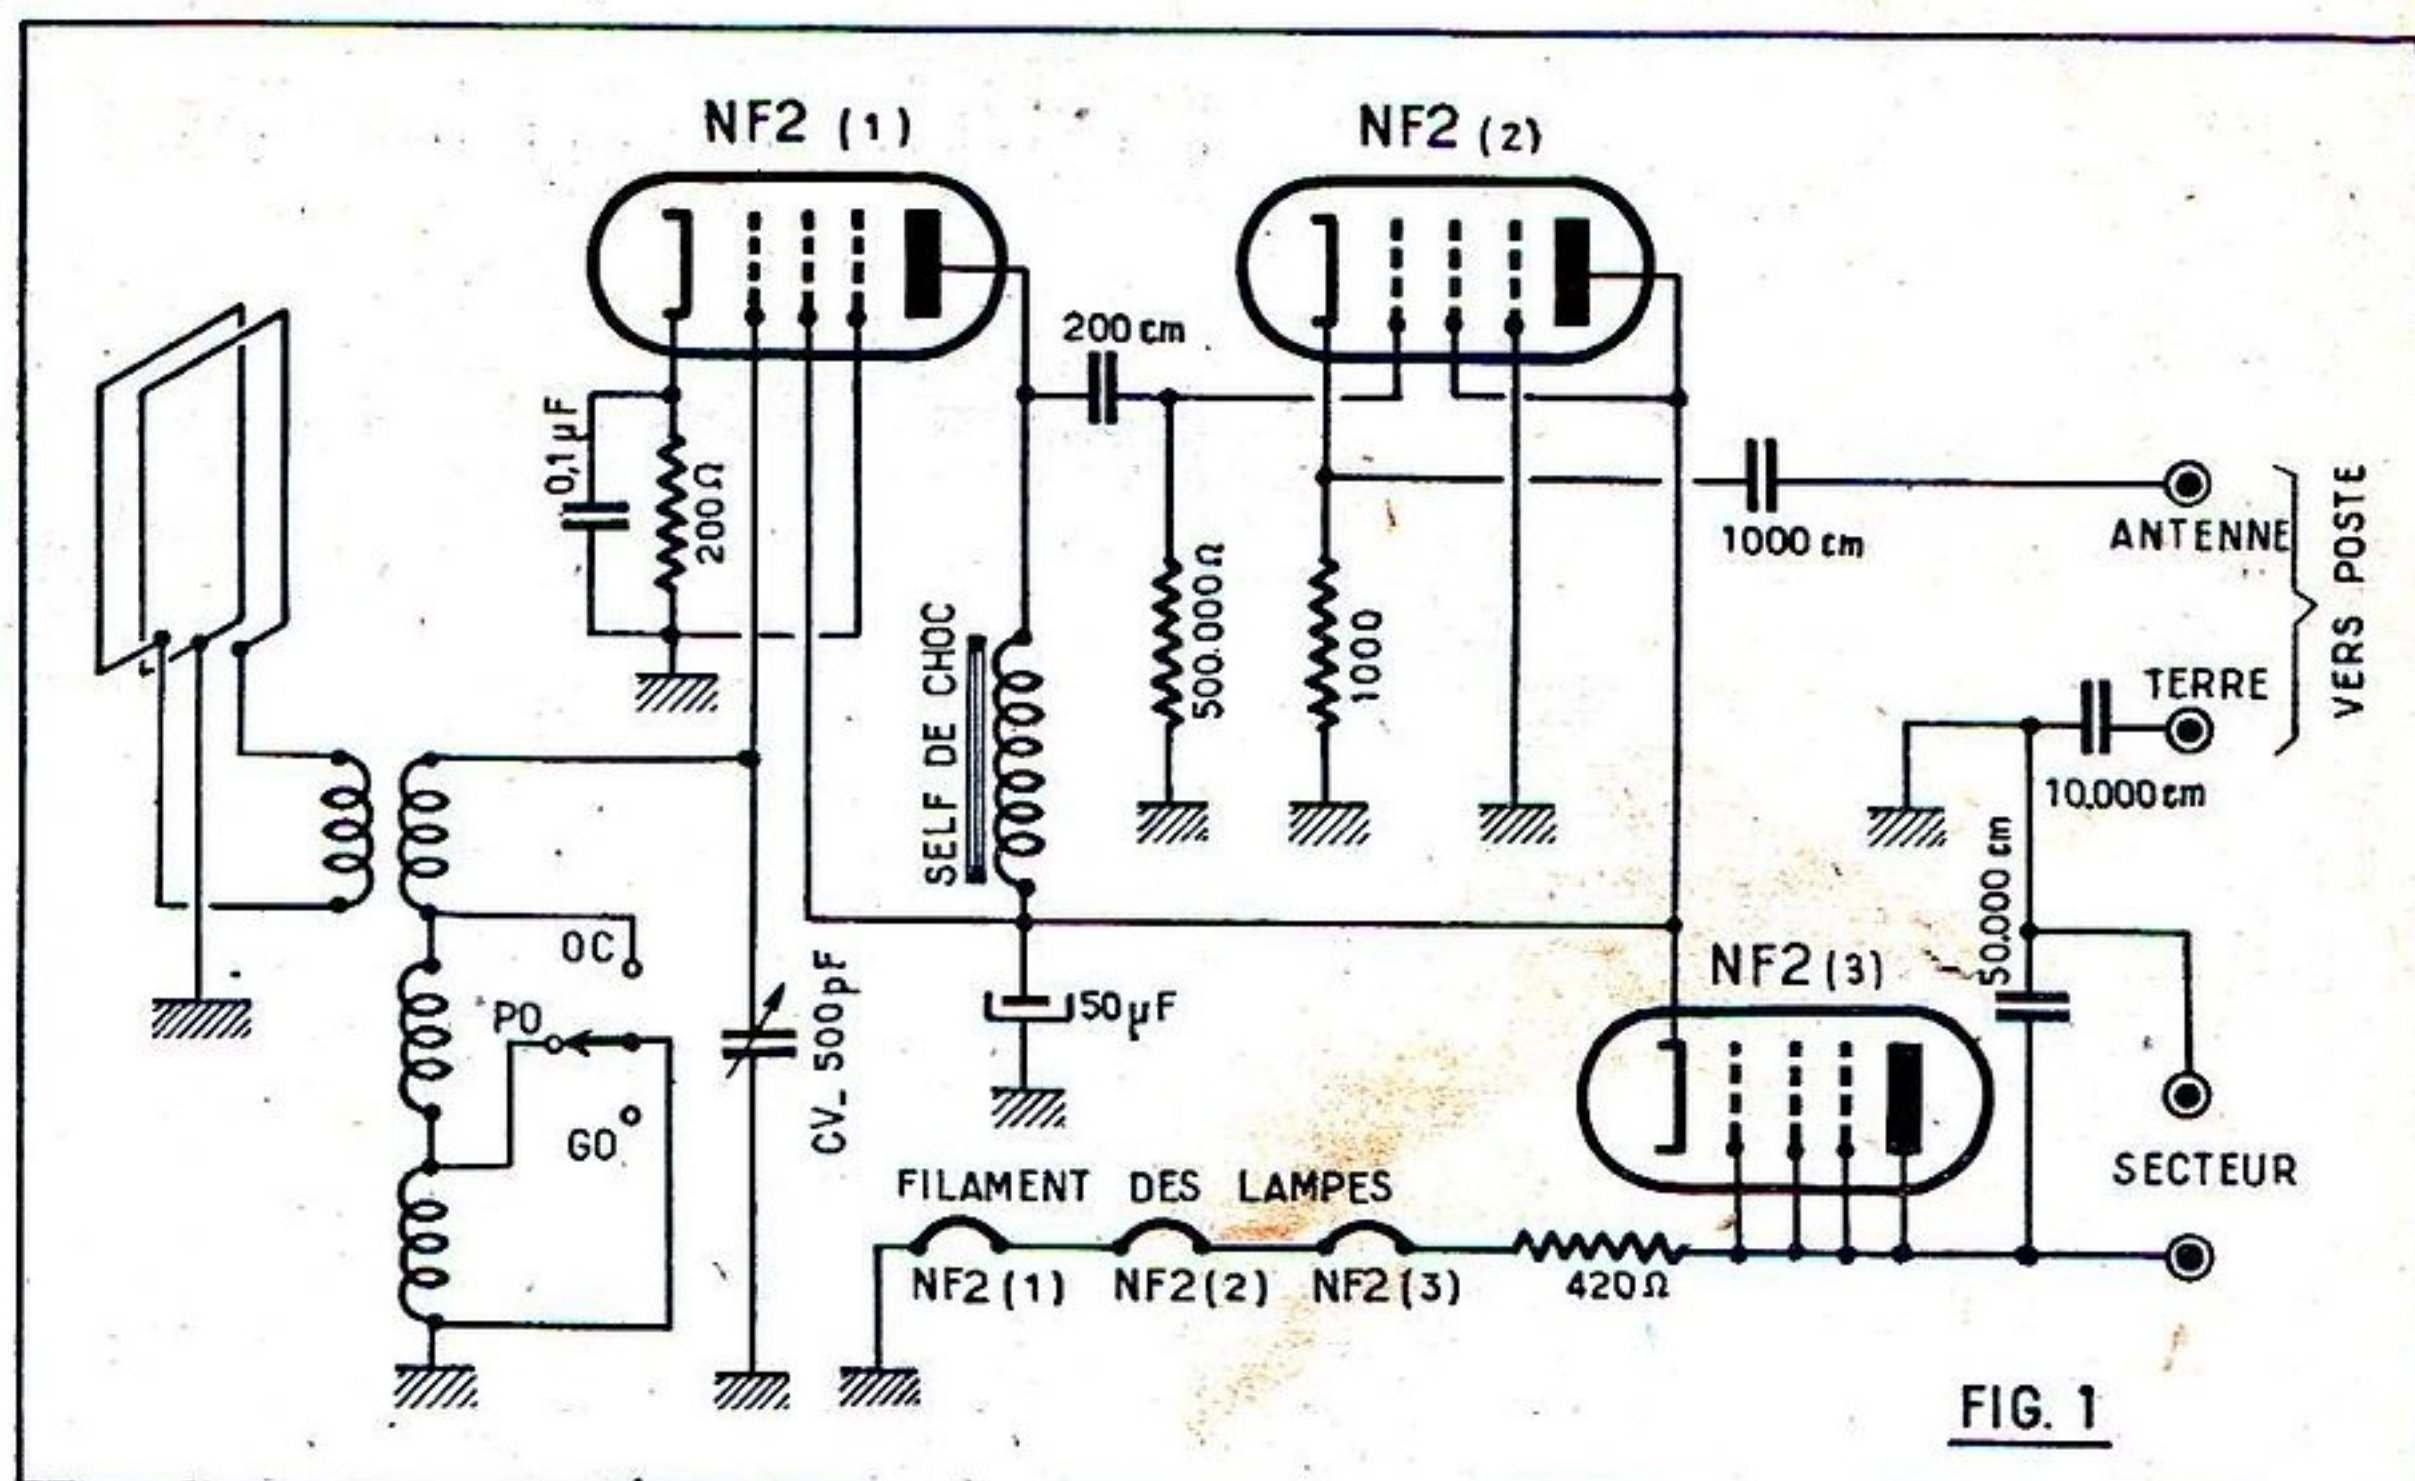 NF2 (1)
NF2 (2)
200 cm
0,1 µF
200 Ω
1000 cm
ANTENNE
VERS POSTE
SELF DE CHOC
500.000 Ω
1000
TERRE
10.000 cm
50.000 cm
OC
PO
GO
CV_ 500 pF
50 µF
NF2 (3)
SECTEUR
FILAMENT DES LAMPES
NF2 (1) NF2 (2) NF2 (3) 420 Ω
FIG. 1